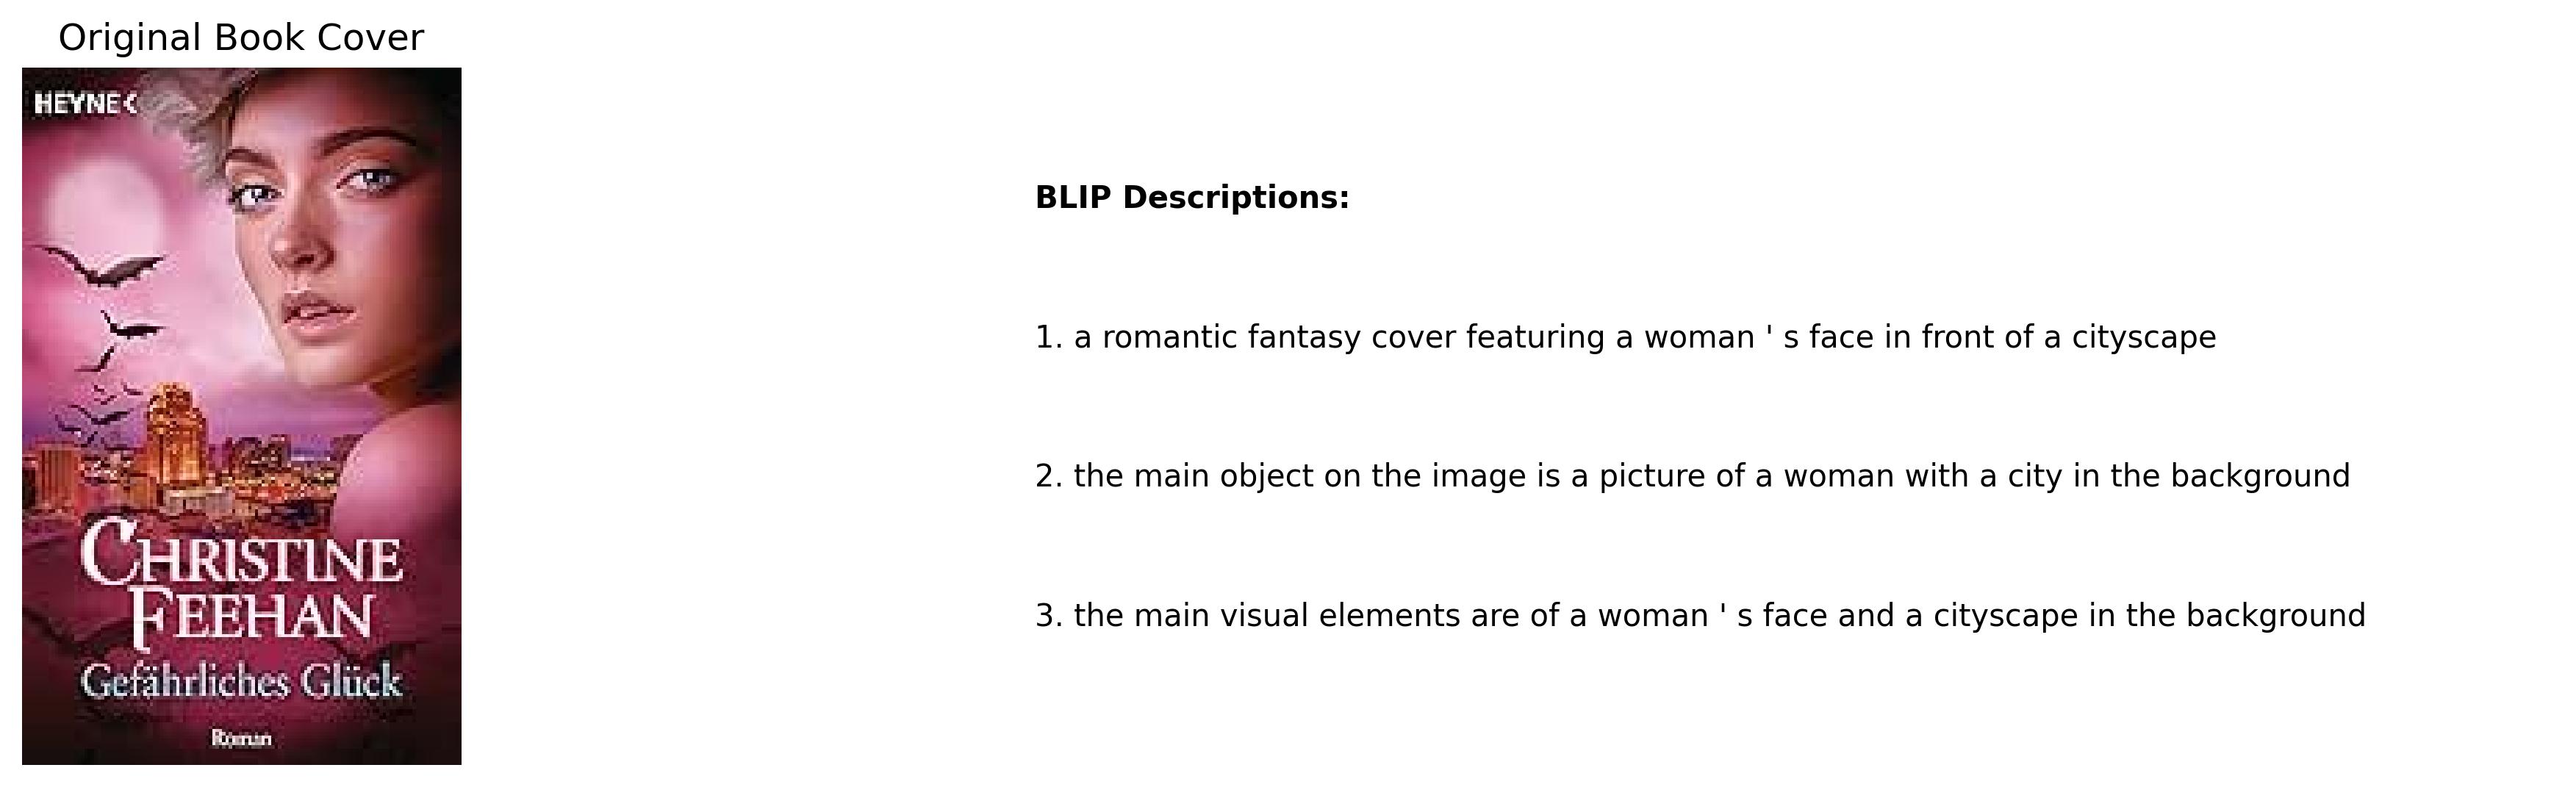 Original Book Cover
HEYNE<
CHRISTINE
FEEHAN
Gefährliches Glück
Roman
BLIP Descriptions:
1. a romantic fantasy cover featuring a woman ' s face in front of a cityscape
2. the main object on the image is a picture of a woman with a city in the background
3. the main visual elements are of a woman ' s face and a cityscape in the background